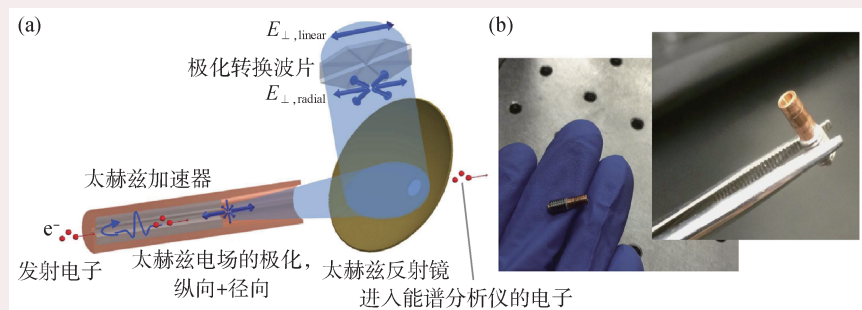 (a)
E⊥,linear
极化转换波片
E⊥,radial
太赫兹加速器
e⁻
发射电子
太赫兹电场的极化，
纵向+径向
太赫兹反射镜
进入能谱分析仪的电子
(b)